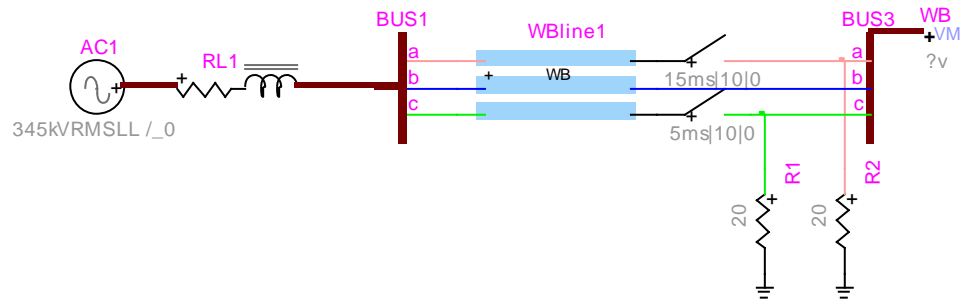 BUS1
WBline1
BUS3
WB
VM
?v
AC1
RL1
a
b
c
WB
a
b
c
345kVRMSLL /_0
15ms|10|0
5ms|10|0
R1
R2
20
20